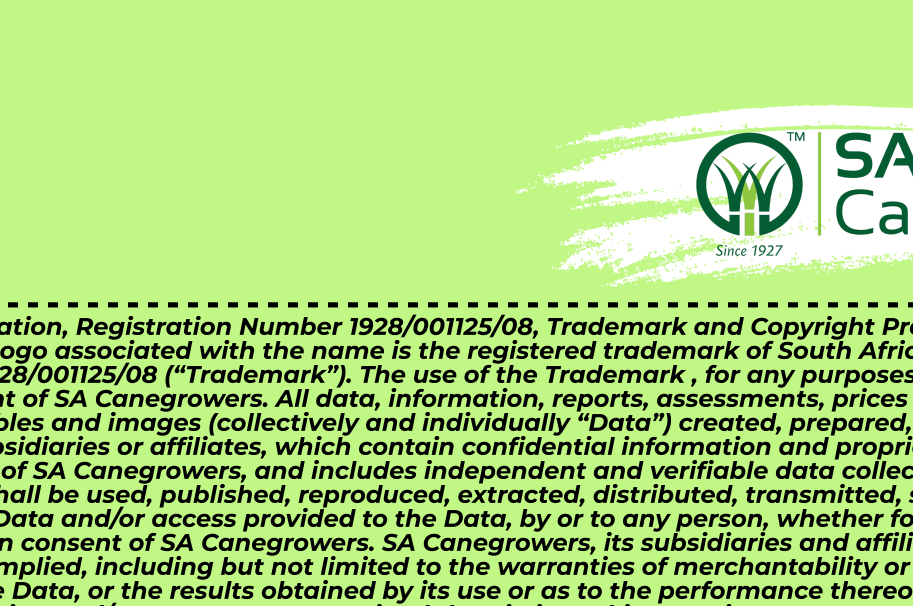 TM
SA
Ca
Since 1927
ation, Registration Number 1928/001125/08, Trademark and Copyright Pr
ogo associated with the name is the registered trademark of South Afric
28/001125/08 (“Trademark”). The use of the Trademark , for any purposes
nt of SA Canegrowers. All data, information, reports, assessments, prices
bles and images (collectively and individually “Data”) created, prepared,
bsidiaries or affiliates, which contain confidential information and propri
of SA Canegrowers, and includes independent and verifiable data collec
hall be used, published, reproduced, extracted, distributed, transmitted, s
Data and/or access provided to the Data, by or to any person, whether fo
n consent of SA Canegrowers. SA Canegrowers, its subsidiaries and affili
mplied, including but not limited to the warranties of merchantability or
e Data, or the results obtained by its use or as to the performance thereo